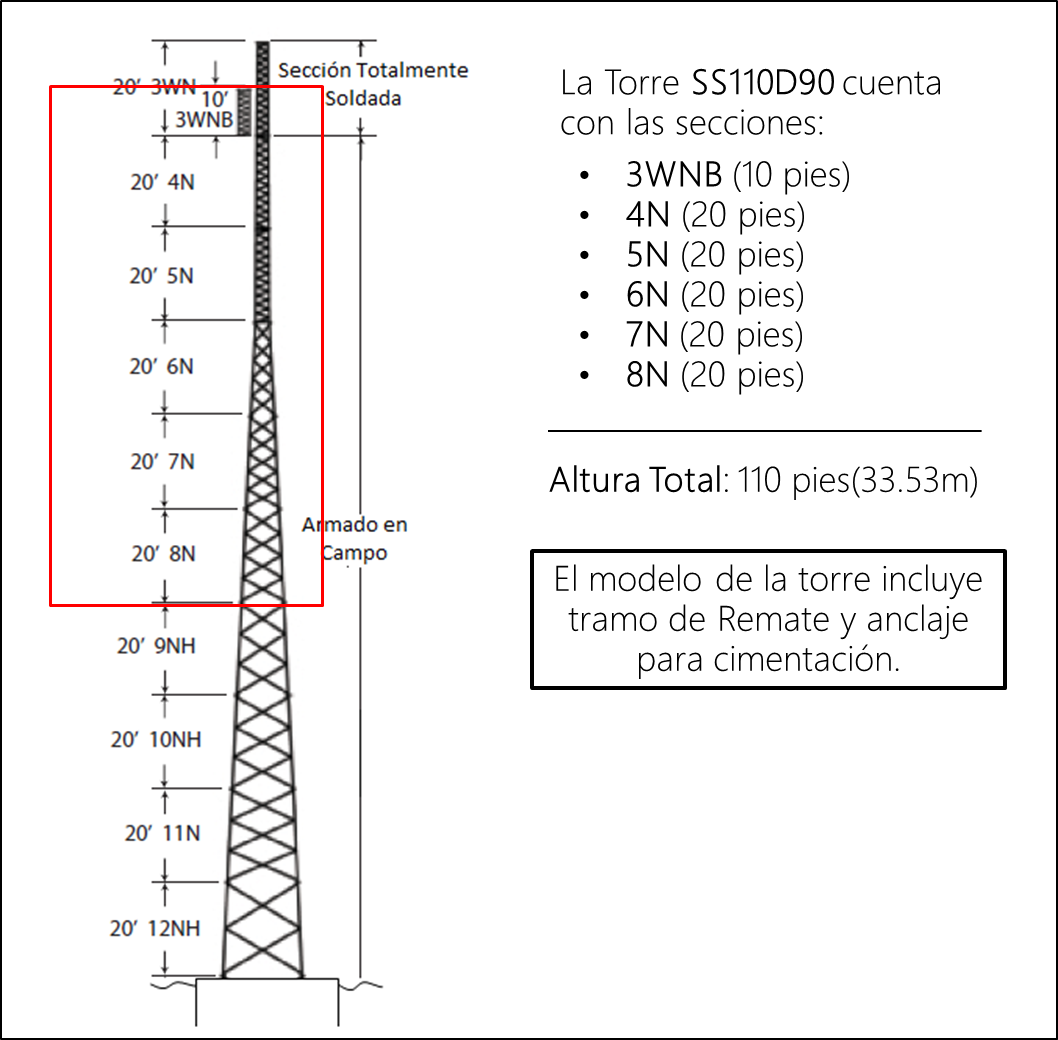 20' 3WN
10'
3WNB
20' 4N
20' 5N
20' 6N
20' 7N
20' 8N
20' 9NH
20' 10NH
20' 11N
20' 12NH
Sección Totalmente
Soldada
Armado en
Campo
La Torre SS110D90 cuenta
con las secciones:
• 3WNB (10 pies)
• 4N (20 pies)
• 5N (20 pies)
• 6N (20 pies)
• 7N (20 pies)
• 8N (20 pies)
Altura Total: 110 pies(33.53m)
El modelo de la torre incluye
tramo de Remate y anclaje
para cimentación.